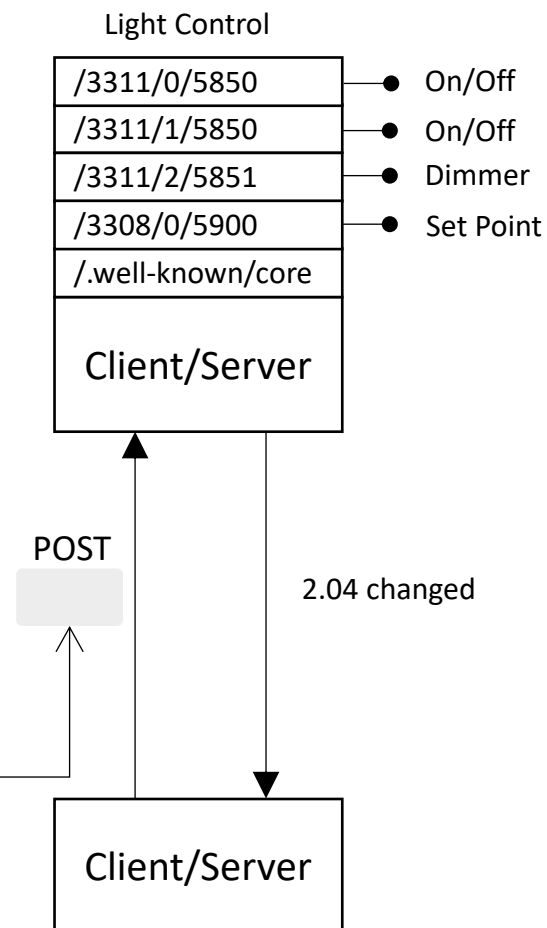 Light Control
/3311/0/5850
On/Off
/3311/1/5850
On/Off
/3311/2/5851
Dimmer
/3308/0/5900
Set Point
/.well-known/core
Client/Server
POST
2.04 changed
Client/Server